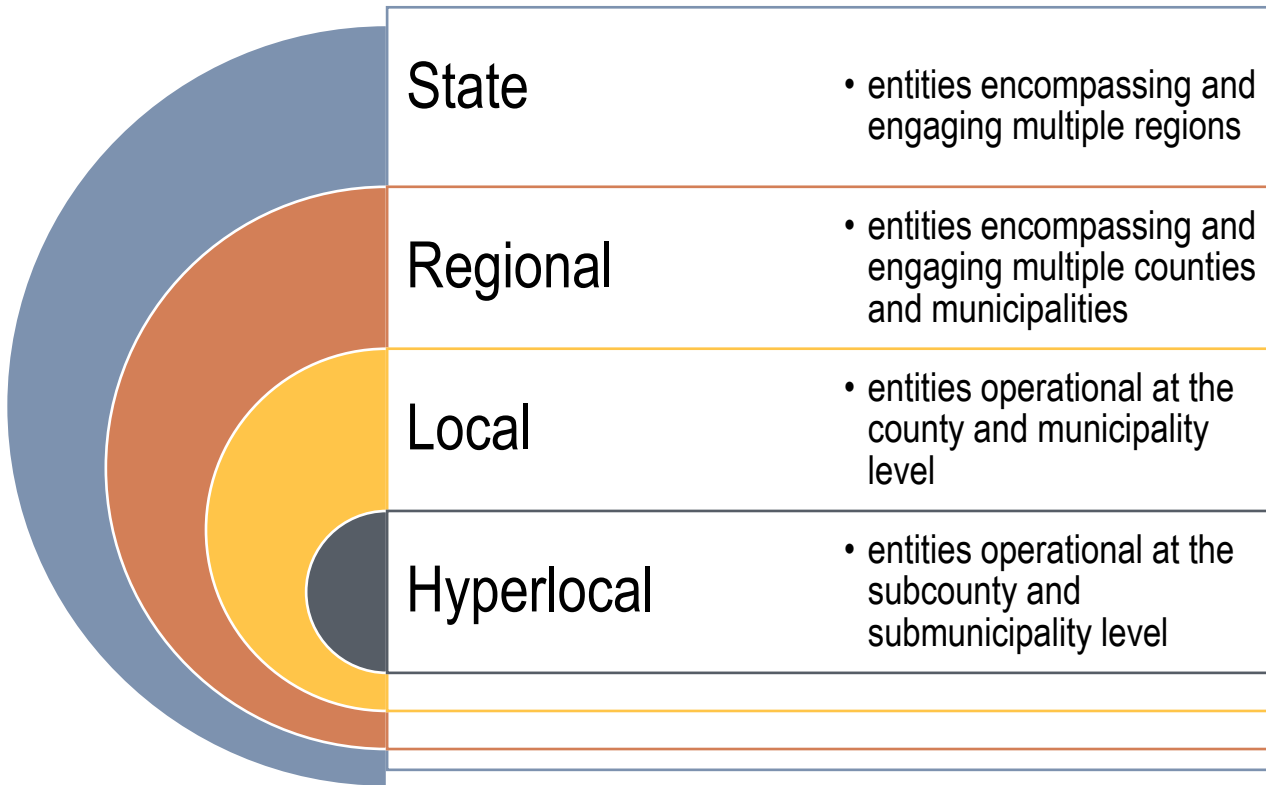 State
• entities encompassing and
engaging multiple regions
Regional
• entities encompassing and
engaging multiple counties
and municipalities
Local
• entities operational at the
county and municipality
level
Hyperlocal
• entities operational at the
subcounty and
submunicipality level